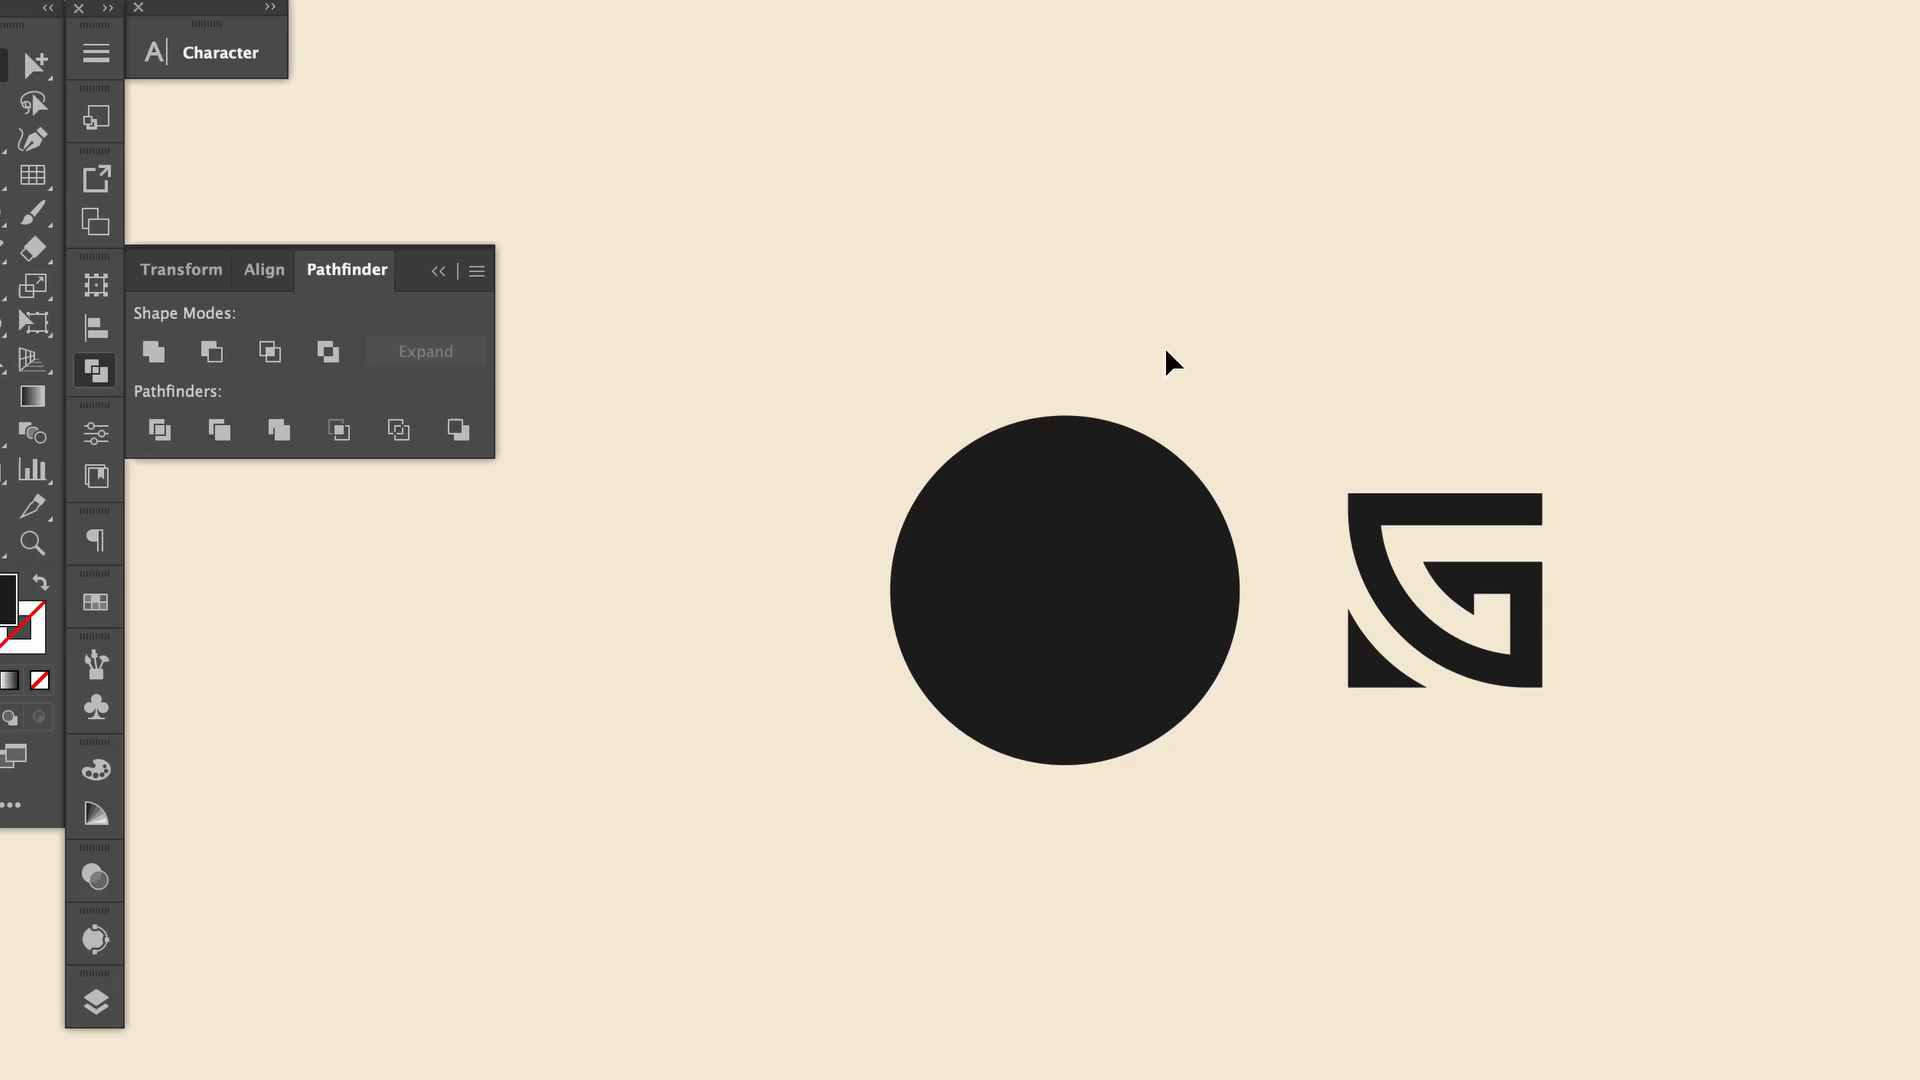 Character
Transform Align Pathfinder
Shape Modes:
Expand
Pathfinders:
G